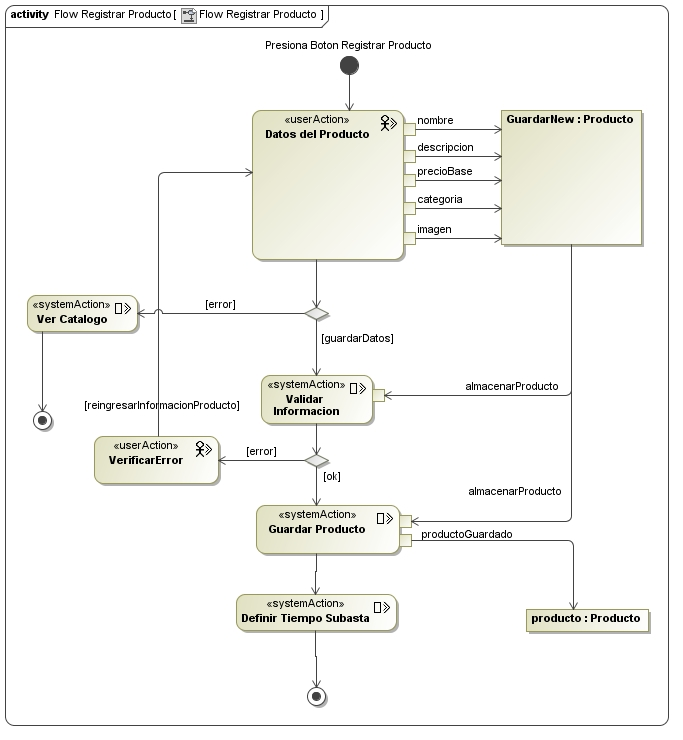 activity Flow Registrar Producto [ Flow Registrar Producto ]
Presiona Boton Registrar Producto
«userAction»
Datos del Producto
nombre
descripcion
precioBase
categoria
imagen
GuardarNew : Producto
«systemAction»
Ver Catalogo
[error]
[guardarDatos]
«systemAction»
Validar
Informacion
almacenarProducto
[reingresarInformacionProducto]
«userAction»
VerificarError
[error]
[ok]
almacenarProducto
«systemAction»
Guardar Producto
productoGuardado
«systemAction»
Definir Tiempo Subasta
producto : Producto